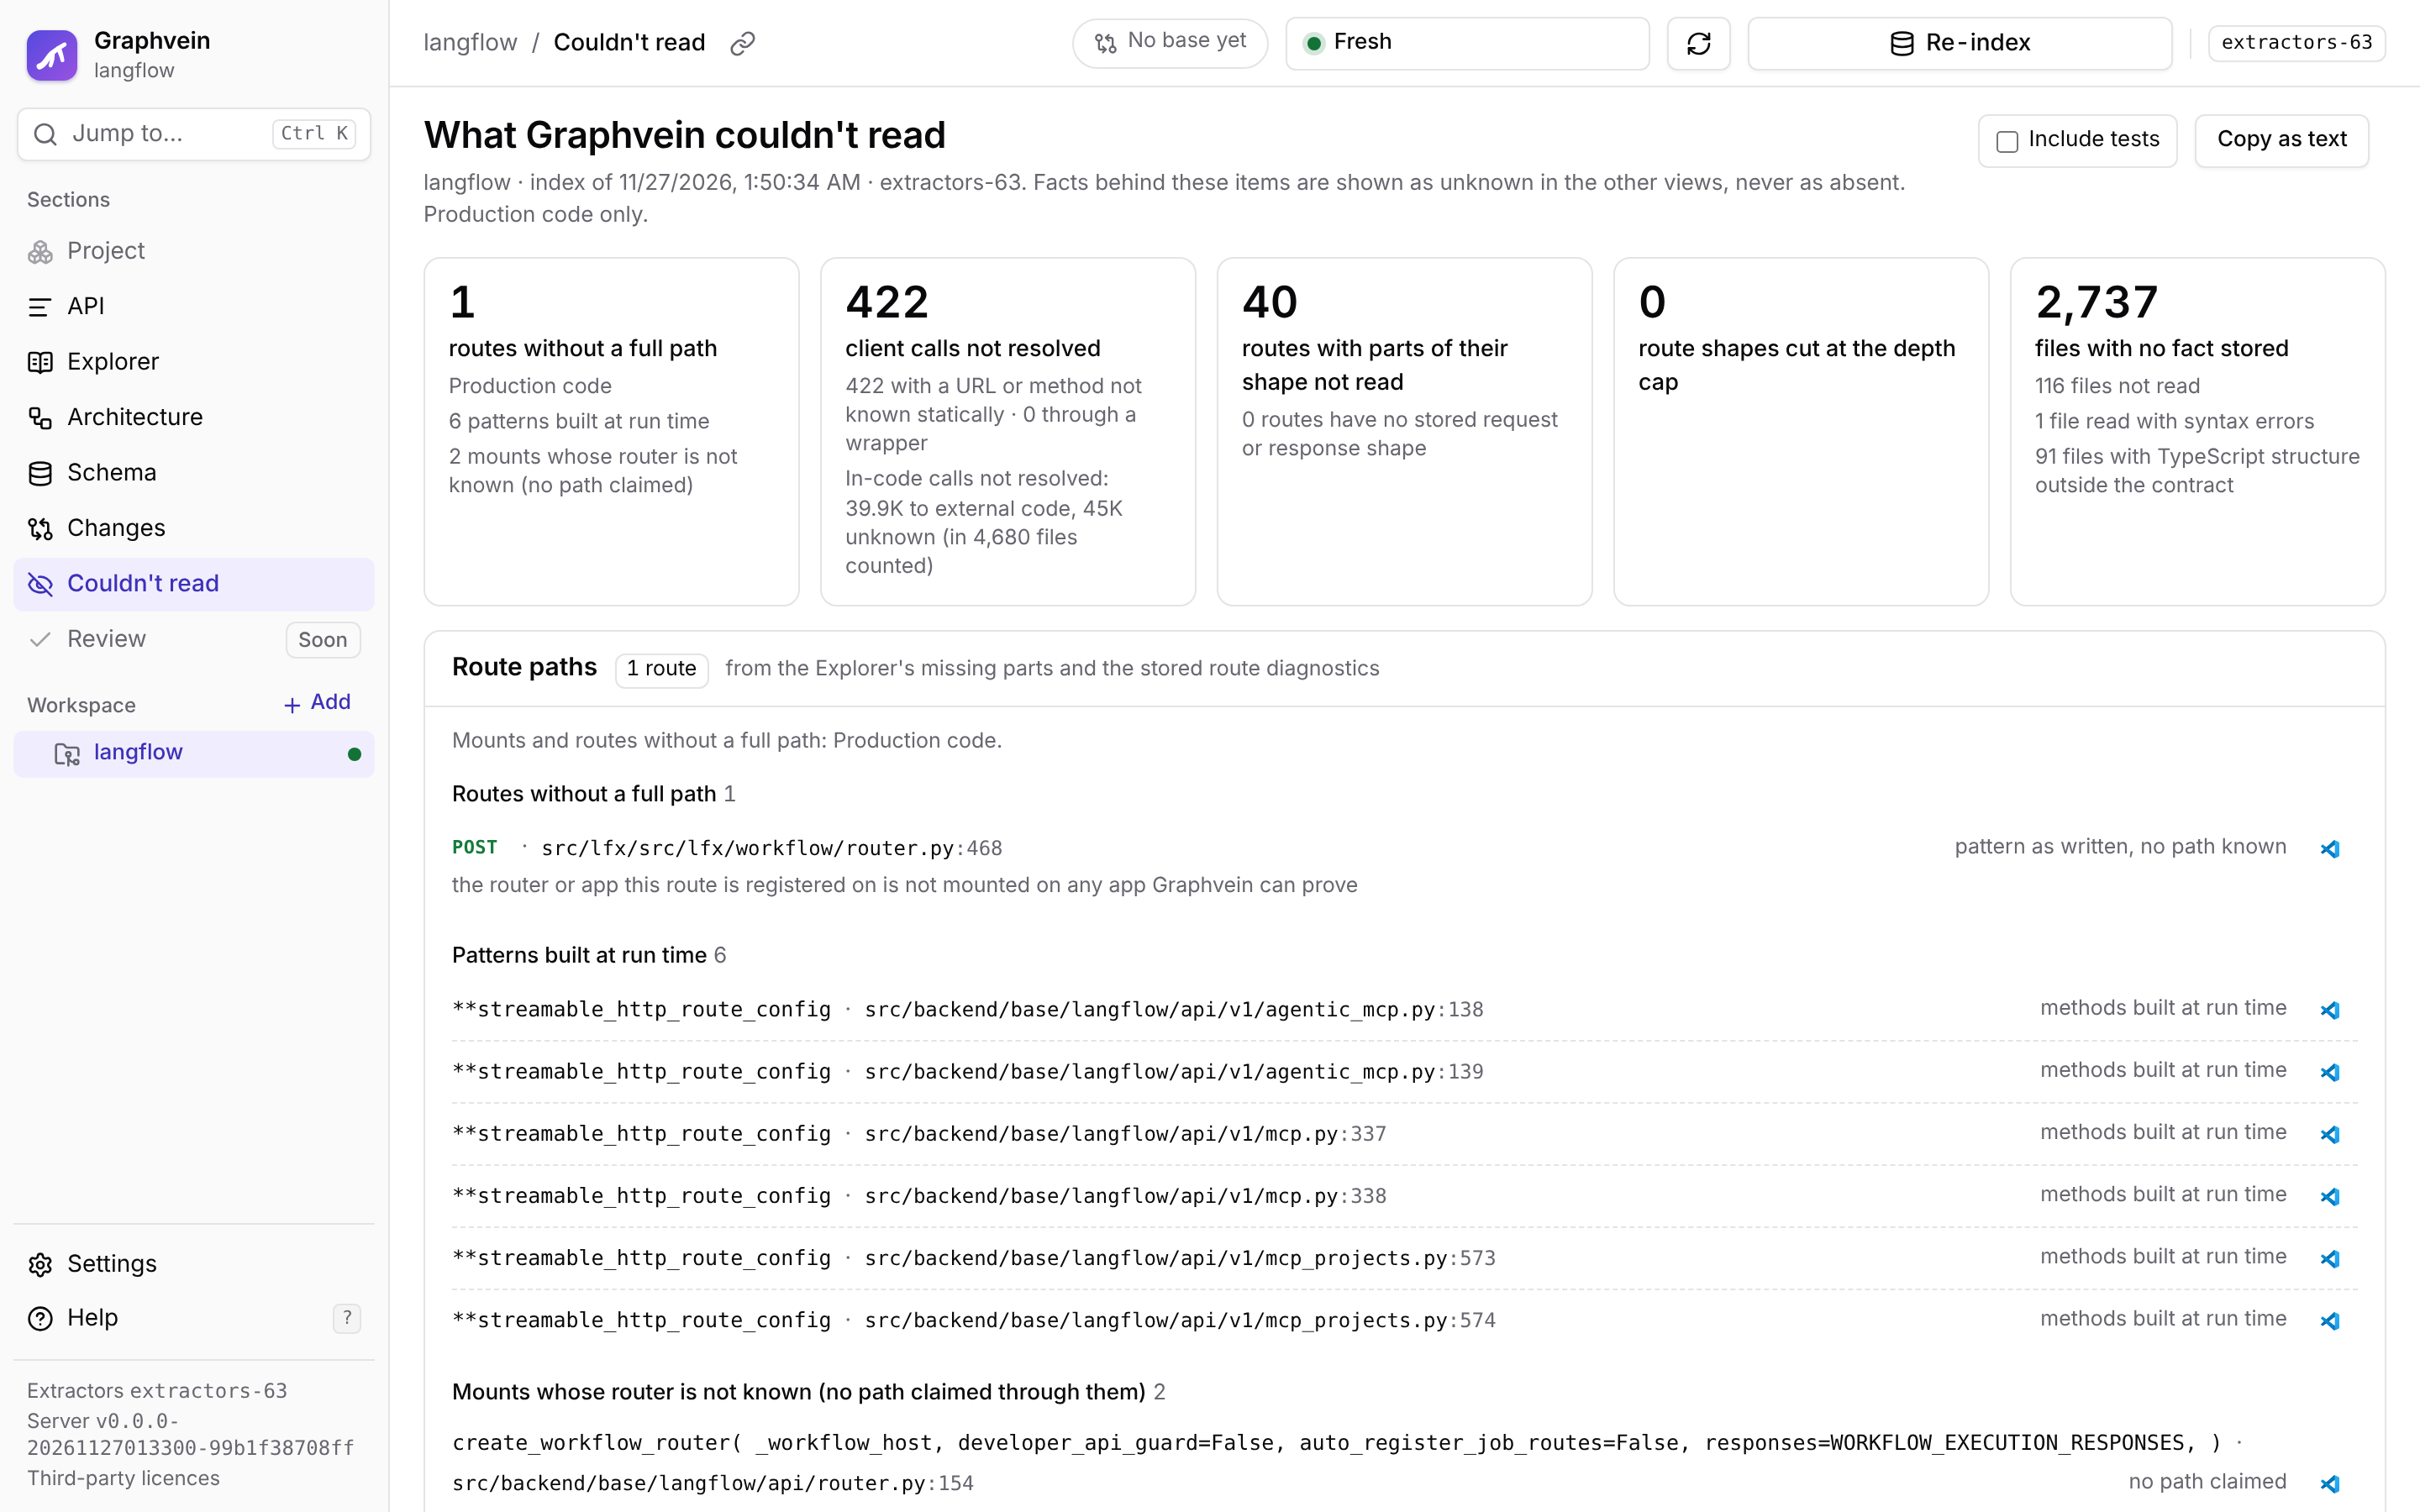 Graphvein
langflow
Jump to... Ctrl K
Sections
Project
API
Explorer
Architecture
Schema
Changes
Couldn't read
Review Soon
Workspace + Add
langflow
Settings
Help ?
Extractors extractors-63
Server v0.0.0-
20261127013300-99b1f38708ff
Third-party licences
langflow / Couldn't read
No base yet
Fresh
Re-index
extractors-63
What Graphvein couldn't read
Include tests
Copy as text
langflow · index of 11/27/2026, 1:50:34 AM · extractors-63. Facts behind these items are shown as unknown in the other views, never as absent.
Production code only.
1
routes without a full path
Production code
6 patterns built at run time
2 mounts whose router is not
known (no path claimed)
422
client calls not resolved
422 with a URL or method not
known statically · 0 through a
wrapper
In-code calls not resolved:
39.9K to external code, 45K
unknown (in 4,680 files
counted)
40
routes with parts of their
shape not read
0 routes have no stored request
or response shape
0
route shapes cut at the depth
cap
2,737
files with no fact stored
116 files not read
1 file read with syntax errors
91 files with TypeScript structure
outside the contract
Route paths 1 route from the Explorer's missing parts and the stored route diagnostics
Mounts and routes without a full path: Production code.
Routes without a full path 1
POST · src/lfx/src/lfx/workflow/router.py:468 pattern as written, no path known
the router or app this route is registered on is not mounted on any app Graphvein can prove
Patterns built at run time 6
**streamable_http_route_config · src/backend/base/langflow/api/v1/agentic_mcp.py:138 methods built at run time
**streamable_http_route_config · src/backend/base/langflow/api/v1/agentic_mcp.py:139 methods built at run time
**streamable_http_route_config · src/backend/base/langflow/api/v1/mcp.py:337 methods built at run time
**streamable_http_route_config · src/backend/base/langflow/api/v1/mcp.py:338 methods built at run time
**streamable_http_route_config · src/backend/base/langflow/api/v1/mcp_projects.py:573 methods built at run time
**streamable_http_route_config · src/backend/base/langflow/api/v1/mcp_projects.py:574 methods built at run time
Mounts whose router is not known (no path claimed through them) 2
create_workflow_router( _workflow_host, developer_api_guard=False, auto_register_job_routes=False, responses=WORKFLOW_EXECUTION_RESPONSES, ) ·
src/backend/base/langflow/api/router.py:154 no path claimed